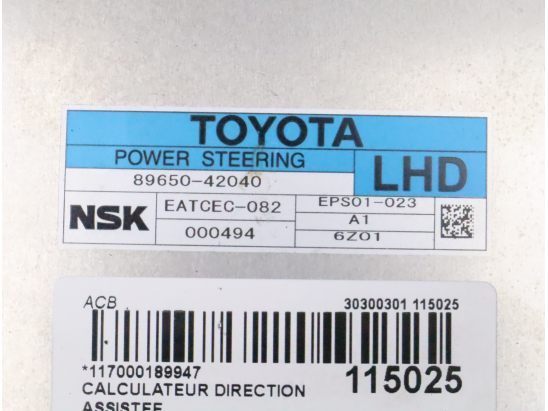 TOYOTA
POWER STEERING
LHD
89650-42040
NSK
EATCEC-082
EPS01-023
A1
000494
6Z01
ACB
30300301 115025
*117000189947
115025
CALCULATEUR DIRECTION
ASSISTEE